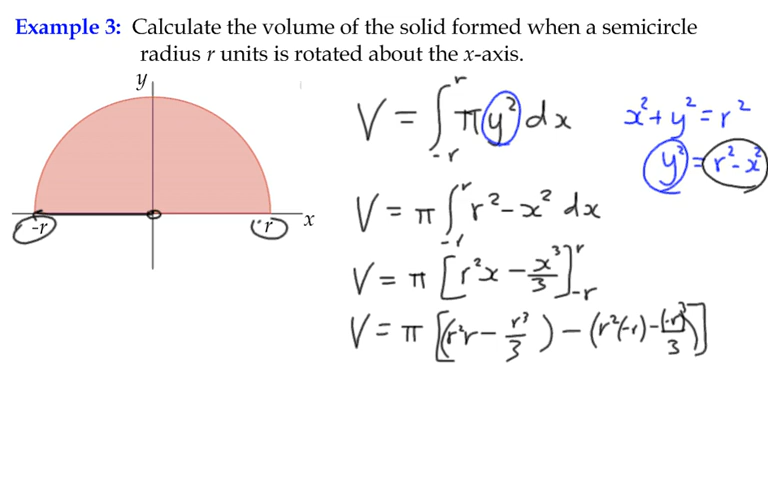 Example 3: Calculate the volume of the solid formed when a semicircle
radius r units is rotated about the x-axis.
y
-r r x
V = ∫_{-r}^{r} π y² dx
x² + y² = r²
y² = r² - x²
V = π ∫_{-r}^{r} r² - x² dx
V = π [r²x - x³/3]_{-r}^{r}
V = π [(r²r - r³/3) - (r²(-r) - (-r)³/3)]